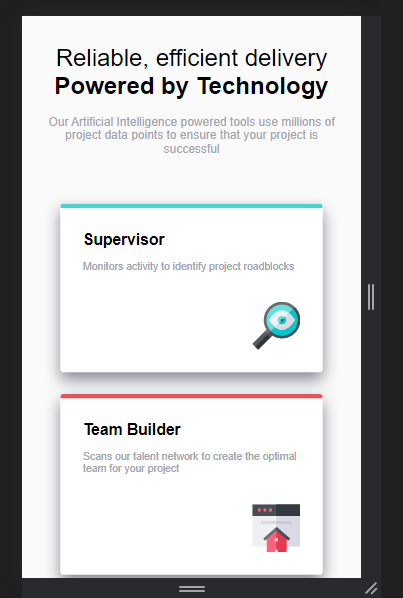 Reliable, efficient delivery
Powered by Technology
Our Artificial Intelligence powered tools use millions of
project data points to ensure that your project is
successful
Supervisor
Monitors activity to identify project roadblocks
Team Builder
Scans our talent network to create the optimal
team for your project